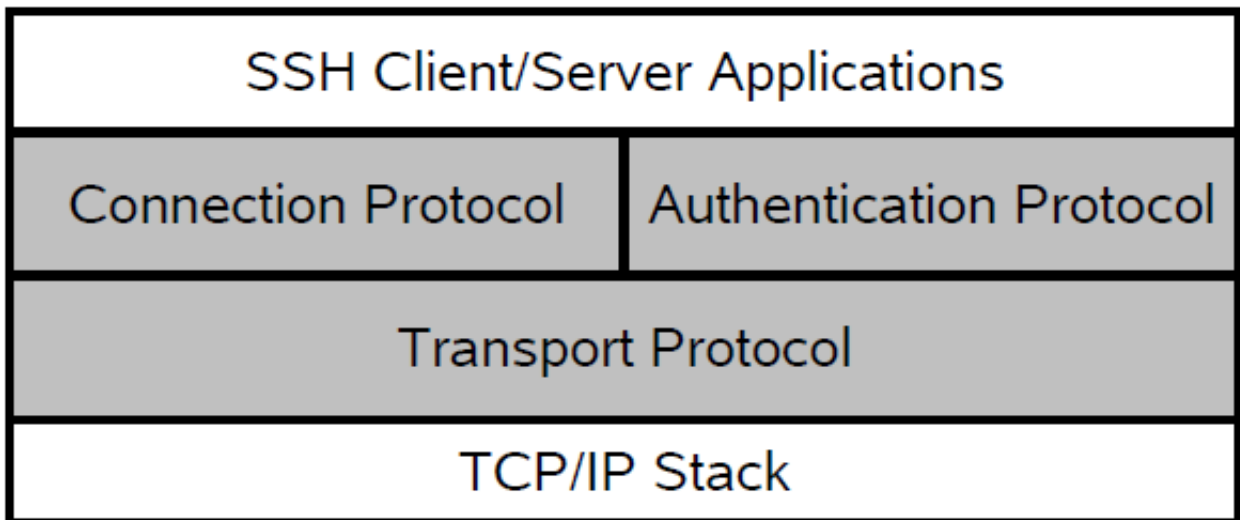 SSH Client/Server Applications
Connection Protocol
Authentication Protocol
Transport Protocol
TCP/IP Stack